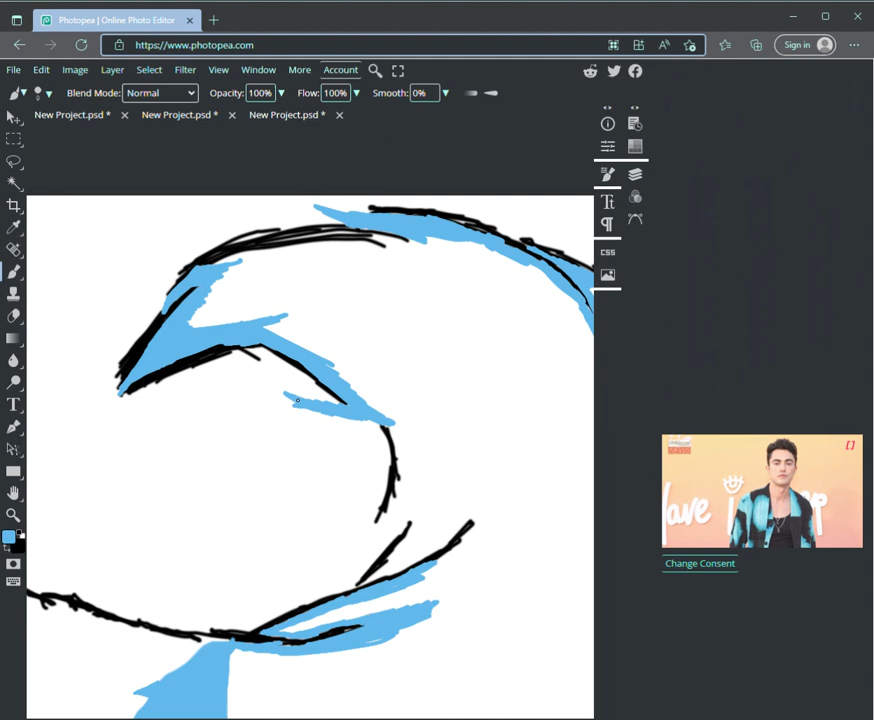 Photopea | Online Photo Editor
https://www.photopea.com
Sign in
File Edit Image Layer Select Filter View Window More Account
Blend Mode: Normal Opacity: 100% Flow: 100% Smooth: 0%
New Project.psd * New Project.psd * New Project.psd *
CSS
Change Consent